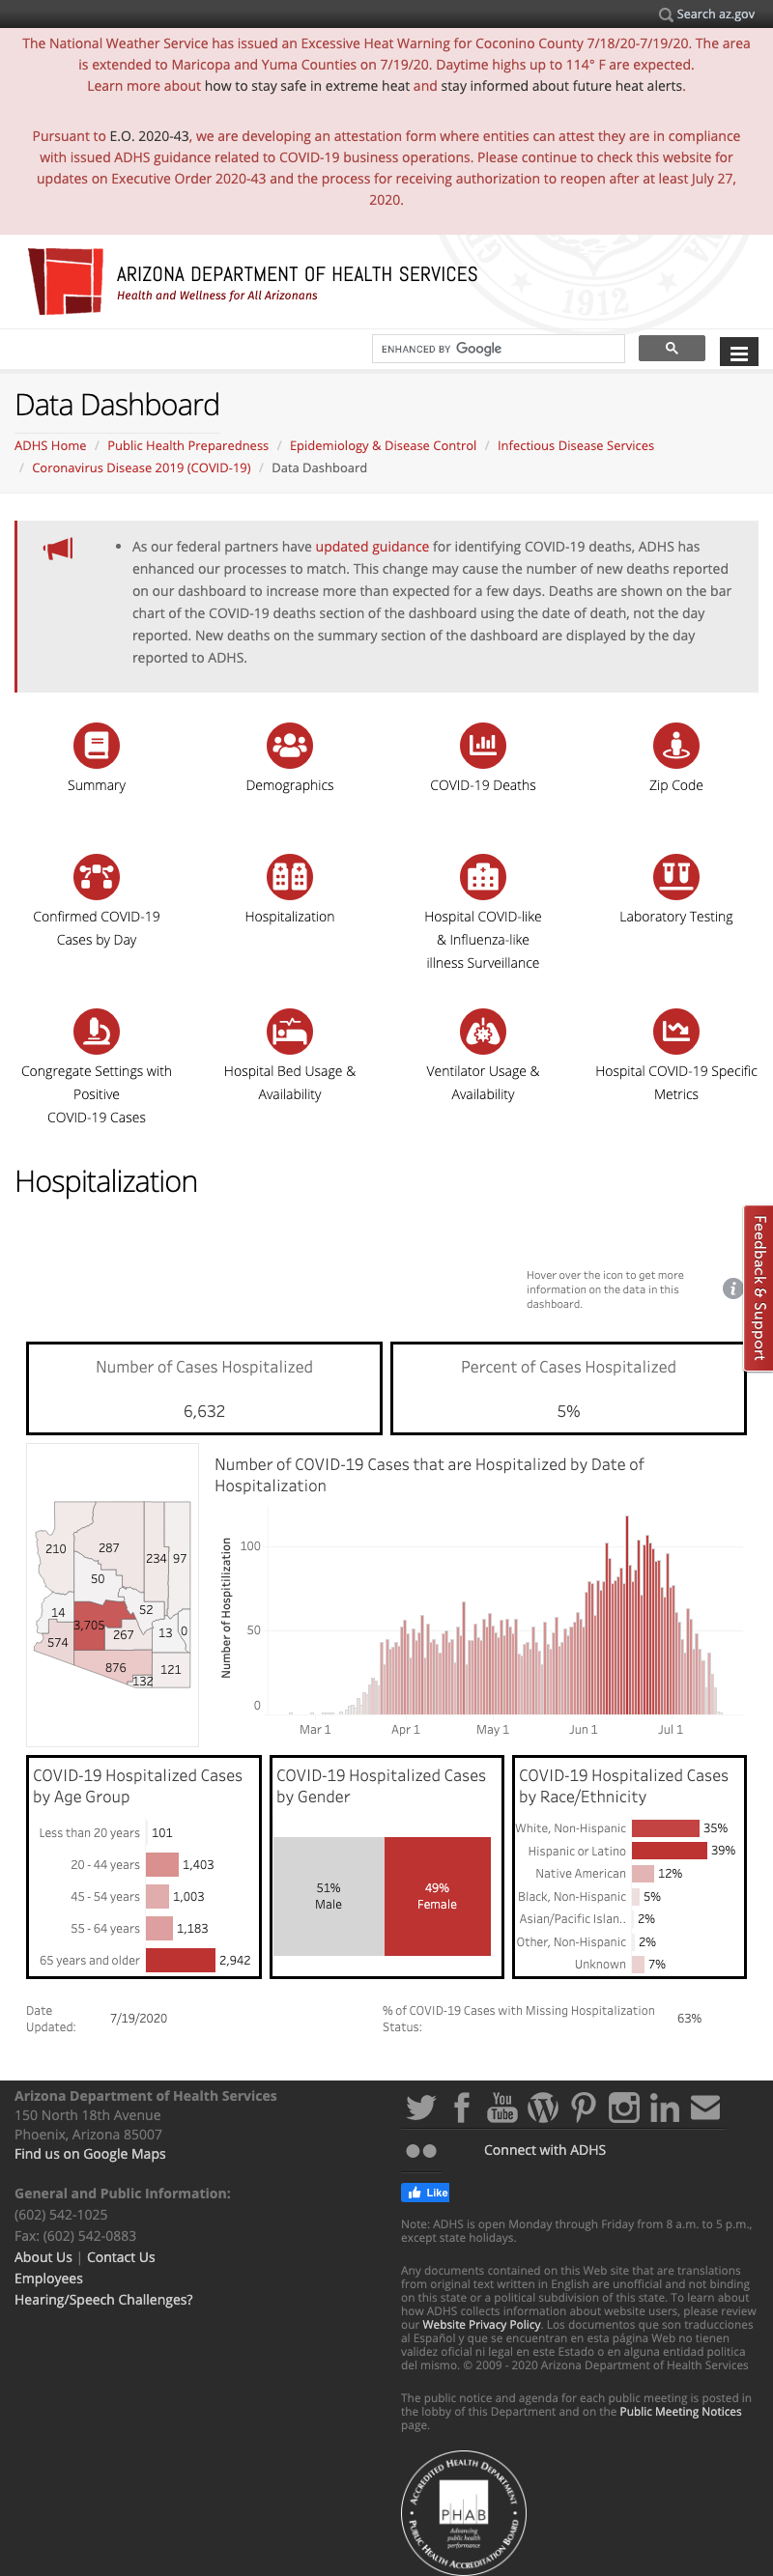 Search az.gov
The National Weather Service has issued an Excessive Heat Warning for Coconino County 7/18/20-7/19/20. The area
is extended to Maricopa and Yuma Counties on 7/19/20. Daytime highs up to 114° F are expected.
Learn more about how to stay safe in extreme heat and stay informed about future heat alerts.
Pursuant to E.O. 2020-43, we are developing an attestation form where entities can attest they are in compliance
with issued ADHS guidance related to COVID-19 business operations. Please continue to check this website for
updates on Executive Order 2020-43 and the process for receiving authorization to reopen after at least July 27,
2020.
1912
ARIZONA DEPARTMENT OF HEALTH SERVICES
Health and Wellness for All Arizonans
ENHANCED BY Google
Data Dashboard
ADHS Home / Public Health Preparedness / Epidemiology & Disease Control / Infectious Disease Services
/ Coronavirus Disease 2019 (COVID-19) / Data Dashboard
• As our federal partners have updated guidance for identifying COVID-19 deaths, ADHS has
enhanced our processes to match. This change may cause the number of new deaths reported
on our dashboard to increase more than expected for a few days. Deaths are shown on the bar
chart of the COVID-19 deaths section of the dashboard using the date of death, not the day
reported. New deaths on the summary section of the dashboard are displayed by the day
reported to ADHS.
Summary
Demographics
COVID-19 Deaths
Zip Code
Confirmed COVID-19
Cases by Day
Hospitalization
Hospital COVID-like
& Influenza-like
illness Surveillance
Laboratory Testing
Congregate Settings with
Positive
COVID-19 Cases
Hospital Bed Usage &
Availability
Ventilator Usage &
Availability
Hospital COVID-19 Specific
Metrics
Hospitalization
Feedback & Support
Hover over the icon to get more
information on the data in this
dashboard.
Number of Cases Hospitalized
6,632
Percent of Cases Hospitalized
5%
210
287
234
97
50
14
3,705
52
574
267
13
0
876
132
121
Number of COVID-19 Cases that are Hospitalized by Date of
Hospitalization
Number of Hospitilization
100
50
0
Mar 1
Apr 1
May 1
Jun 1
Jul 1
COVID-19 Hospitalized Cases
by Age Group
Less than 20 years 101
20 - 44 years 1,403
45 - 54 years 1,003
55 - 64 years 1,183
65 years and older 2,942
COVID-19 Hospitalized Cases
by Gender
51%
Male
49%
Female
COVID-19 Hospitalized Cases
by Race/Ethnicity
White, Non-Hispanic 35%
Hispanic or Latino 39%
Native American 12%
Black, Non-Hispanic 5%
Asian/Pacific Islan.. 2%
Other, Non-Hispanic 2%
Unknown 7%
Date
Updated:
7/19/2020
% of COVID-19 Cases with Missing Hospitalization
Status:
63%
Arizona Department of Health Services
150 North 18th Avenue
Phoenix, Arizona 85007
Find us on Google Maps
General and Public Information:
(602) 542-1025
Fax: (602) 542-0883
About Us | Contact Us
Employees
Hearing/Speech Challenges?
You
Tube
Connect with ADHS
Like
Note: ADHS is open Monday through Friday from 8 a.m. to 5 p.m.,
except state holidays.
Any documents contained on this Web site that are translations
from original text written in English are unofficial and not binding
on this state or a political subdivision of this state. To learn about
how ADHS collects information about website users, please review
our Website Privacy Policy. Los documentos que son traducciones
al Español y que se encuentran en esta página Web no tienen
validez oficial ni legal en este Estado o en alguna entidad politica
del mismo. © 2009 - 2020 Arizona Department of Health Services
The public notice and agenda for each public meeting is posted in
the lobby of this Department and on the Public Meeting Notices
page.
ACCREDITED HEALTH DEPARTMENT
PHAB
Advancing
public health
performance
PUBLIC HEALTH ACCREDITATION BOARD